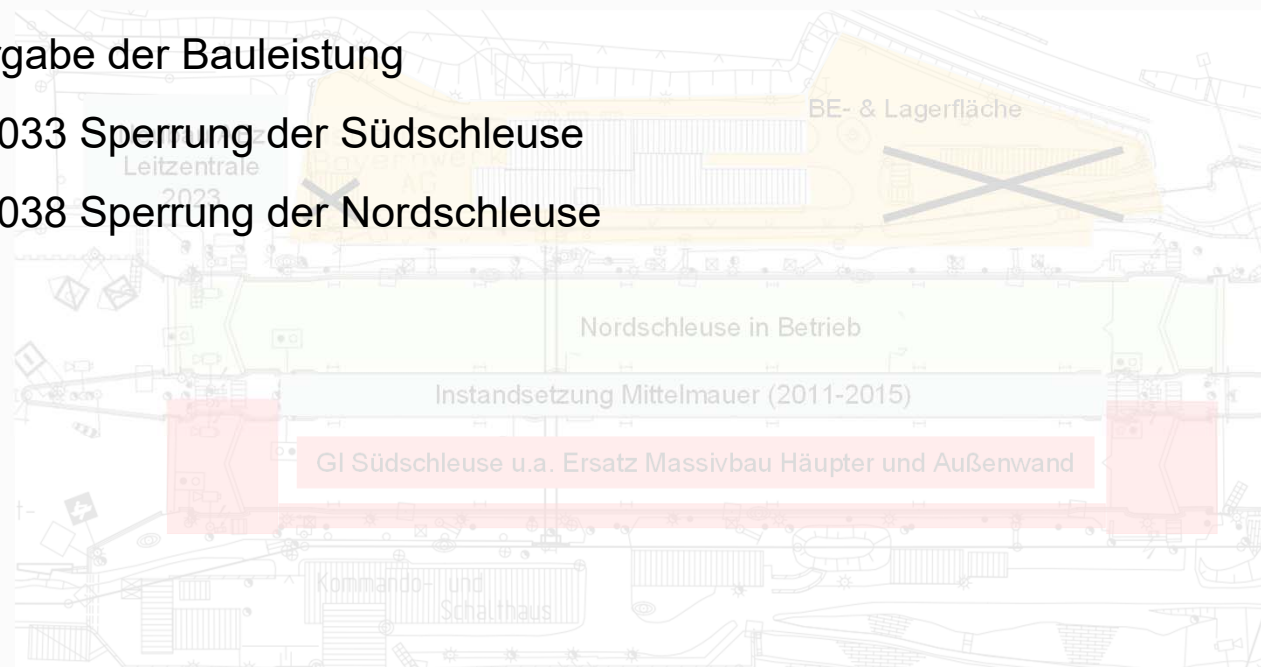 gabe der Bauleistung
BE- & Lagerfläche
033 Sperrung der Südschleuse
Leitzentrale
2023
Bayernwerk
AG
038 Sperrung der Nordschleuse
Nordschleuse in Betrieb
Instandsetzung Mittelmauer (2011-2015)
GI Südschleuse u.a. Ersatz Massivbau Häupter und Außenwand
Kommando- und
Schalthaus